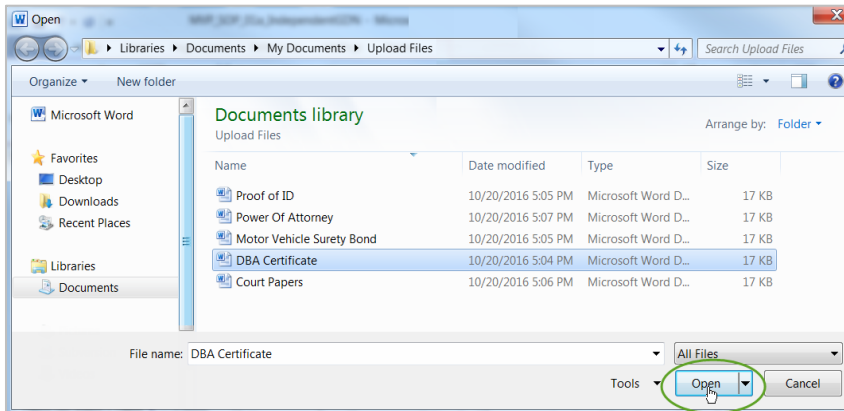 Open
Libraries Documents My Documents Upload Files Search Upload Files
Organize New folder
Microsoft Word
Favorites
Desktop
Downloads
Recent Places
Libraries
Documents
Documents library
Upload Files
Arrange by: Folder
Name Date modified Type Size
Proof of ID 10/20/2016 5:05 PM Microsoft Word D... 17 KB
Power Of Attorney 10/20/2016 5:07 PM Microsoft Word D... 17 KB
Motor Vehicle Surety Bond 10/20/2016 5:05 PM Microsoft Word D... 17 KB
DBA Certificate 10/20/2016 5:04 PM Microsoft Word D... 17 KB
Court Papers 10/20/2016 5:06 PM Microsoft Word D... 17 KB
File name: DBA Certificate All Files
Tools Open Cancel